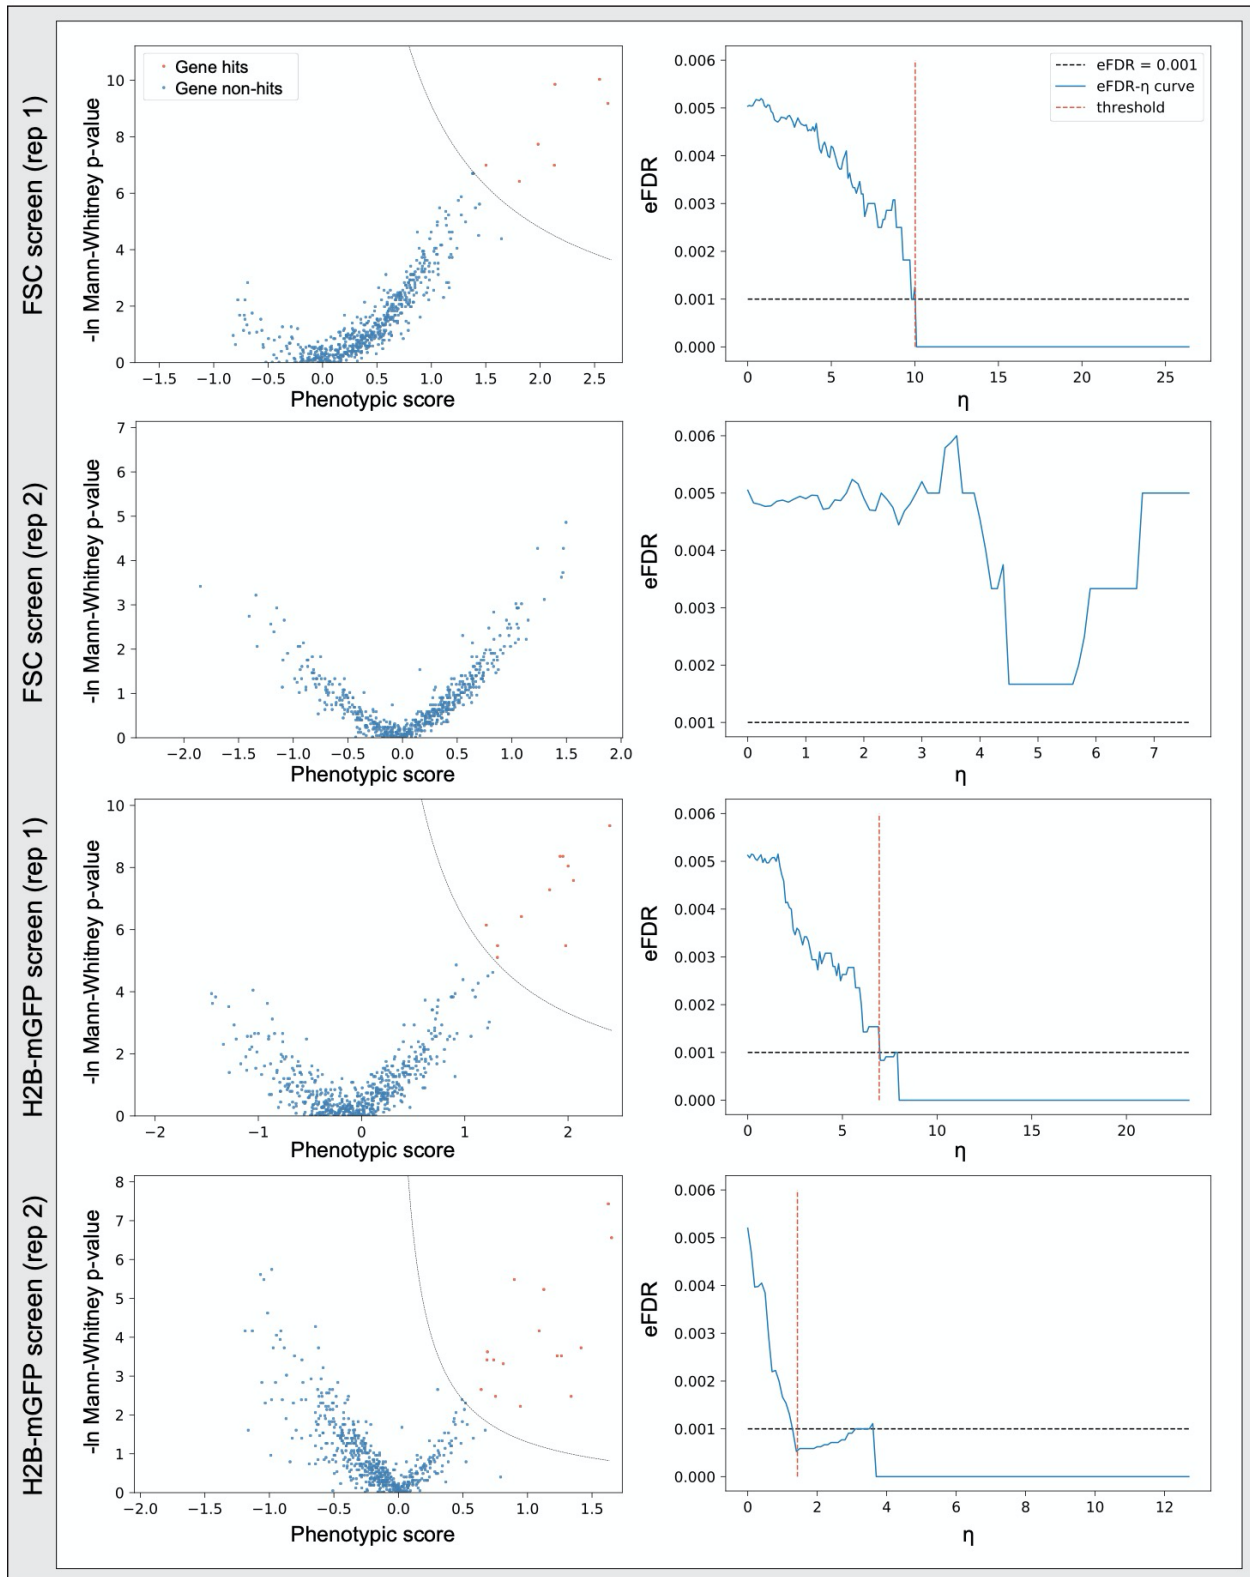 FSC screen (rep 1)
-ln Mann-Whitney p-value
10
8
6
4
2
0
Gene hits
Gene non-hits
−1.5 −1.0 −0.5 0.0 0.5 1.0 1.5 2.0 2.5
Phenotypic score
eFDR
0.006
0.005
0.004
0.003
0.002
0.001
0.000
eFDR = 0.001
eFDR-η curve
threshold
0 5 10 15 20 25
η
FSC screen (rep 2)
-ln Mann-Whitney p-value
7
6
5
4
3
2
1
0
−2.0 −1.5 −1.0 −0.5 0.0 0.5 1.0 1.5 2.0
Phenotypic score
eFDR
0.006
0.005
0.004
0.003
0.002
0.001
0 1 2 3 4 5 6 7
η
H2B-mGFP screen (rep 1)
-ln Mann-Whitney p-value
10
8
6
4
2
0
−2 −1 0 1 2
Phenotypic score
eFDR
0.006
0.005
0.004
0.003
0.002
0.001
0.000
0 5 10 15 20
η
H2B-mGFP screen (rep 2)
-ln Mann-Whitney p-value
8
7
6
5
4
3
2
1
0
−2.0 −1.5 −1.0 −0.5 0.0 0.5 1.0 1.5
Phenotypic score
eFDR
0.006
0.005
0.004
0.003
0.002
0.001
0.000
0 2 4 6 8 10 12
η